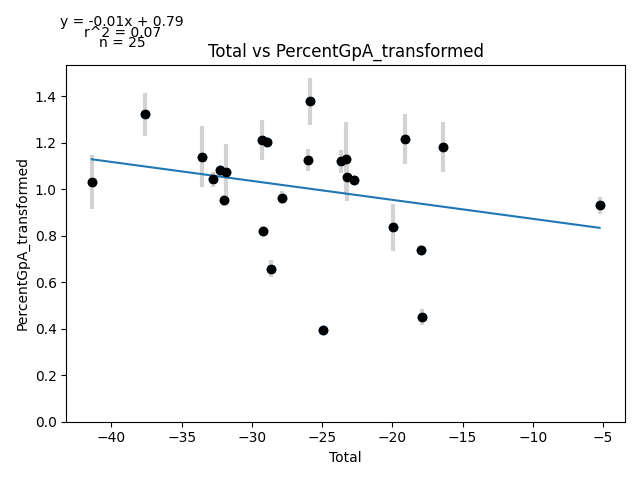 y = -0.01x + 0.79
r^2 = 0.07
n = 25
Total vs PercentGpA_transformed
PercentGpA_transformed
1.4
1.2
1.0
0.8
0.6
0.4
0.2
0.0
−40 −35 −30 −25 −20 −15 −10 −5
Total